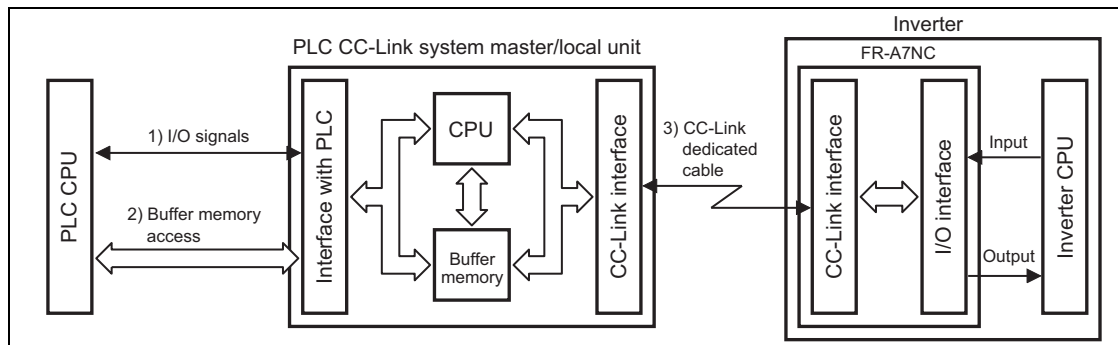 Inverter
PLC CC-Link system master/local unit
FR-A7NC
PLC CPU
1) I/O signals
2) Buffer memory
access
Interface with PLC
CPU
Buffer
memory
CC-Link interface
3) CC-Link
dedicated
cable
CC-Link interface
I/O interface
Input
Output
Inverter CPU